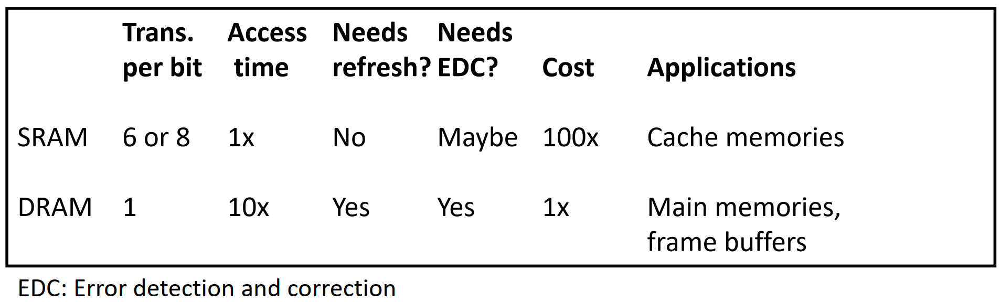 Trans. Access Needs Needs
per bit time refresh? EDC? Cost Applications
SRAM 6 or 8 1x No Maybe 100x Cache memories
DRAM 1 10x Yes Yes 1x Main memories,
frame buffers
EDC: Error detection and correction